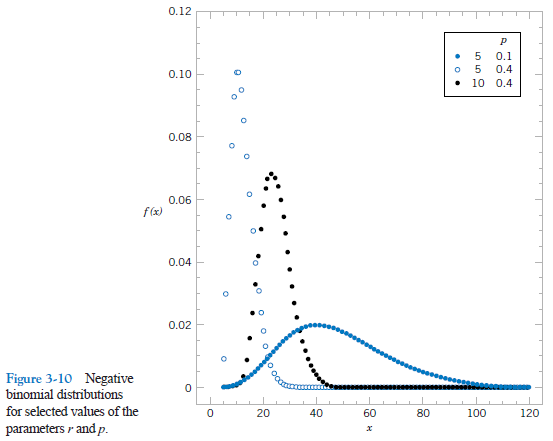 0.12
0.10
0.08
0.06
0.04
0.02
0
f(x)
0 20 40 60 80 100 120
x
p
5 0.1
5 0.4
10 0.4
Figure 3-10 Negative
binomial distributions
for selected values of the
parameters r and p.